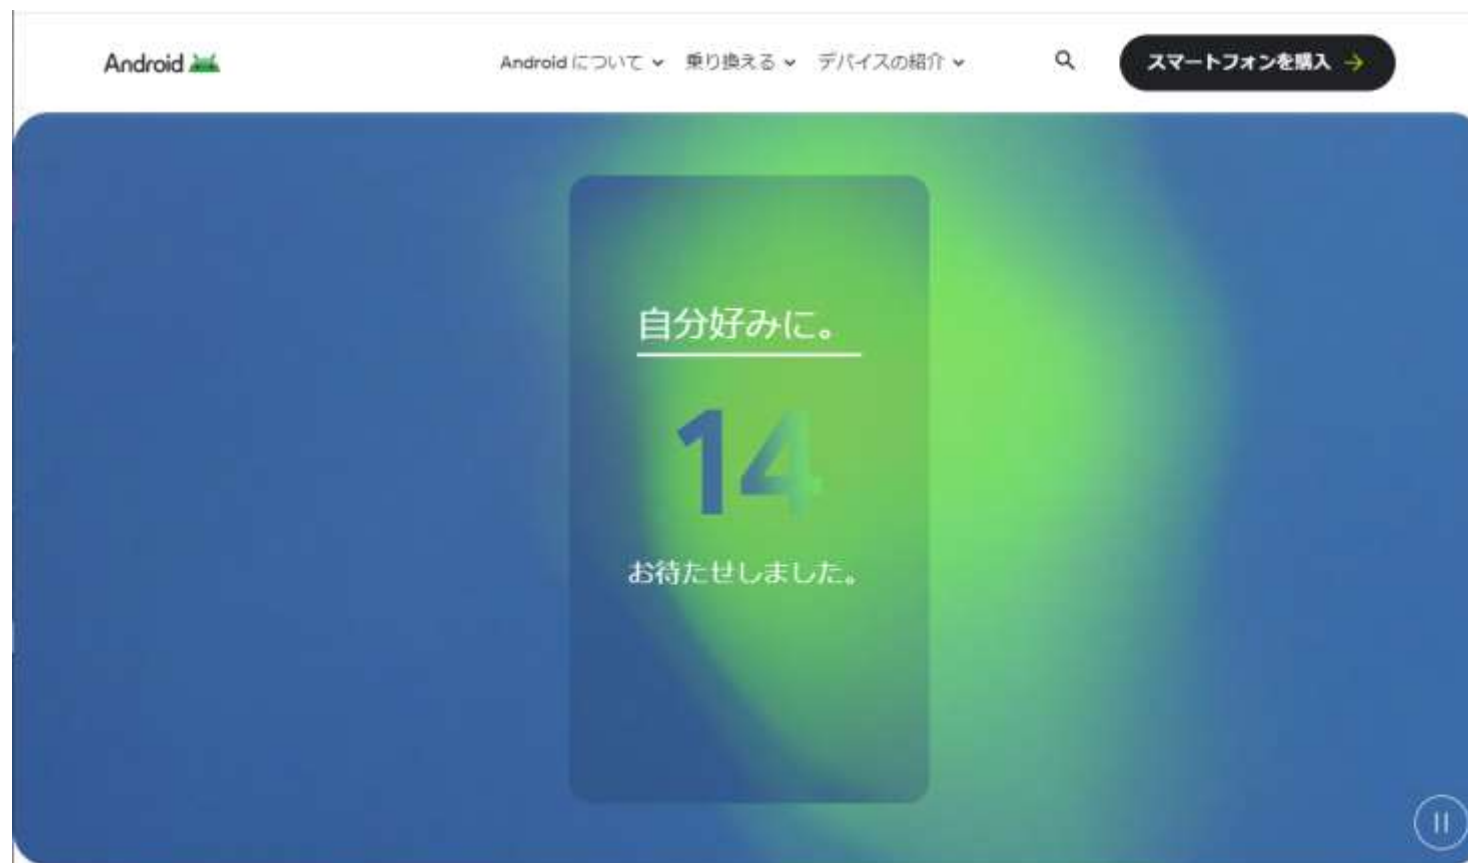 Android
Android について 乗り換える デバイスの紹介
スマートフォンを購入 →
自分好みに。
14
お待たせしました。